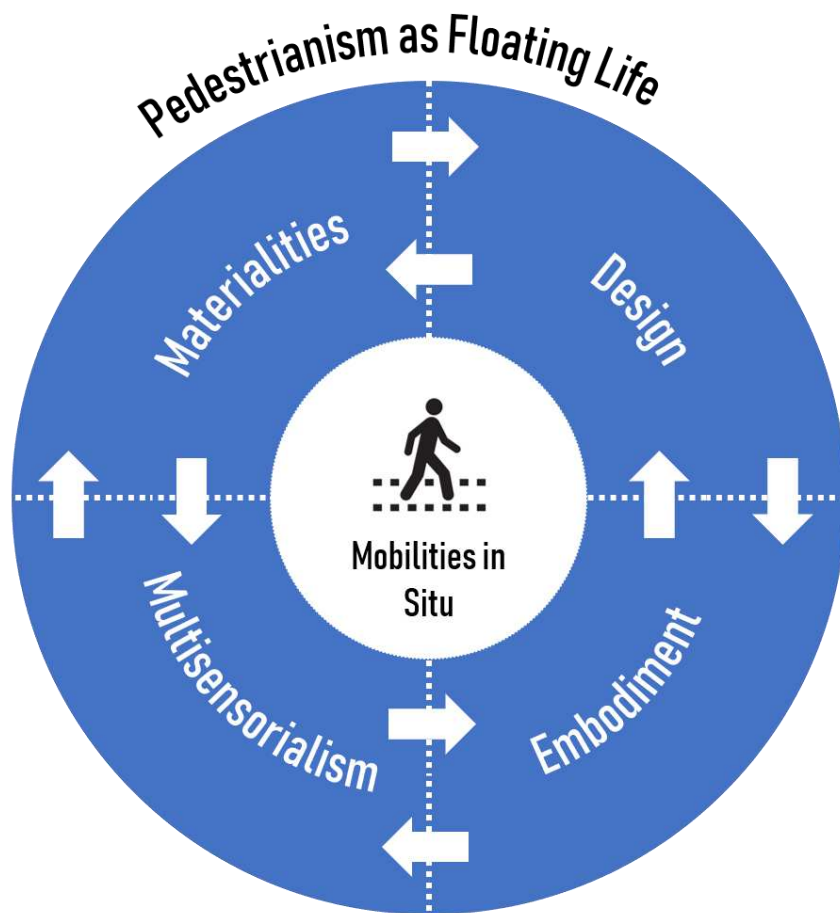 Pedestrianism as Floating Life
Materialities
Design
Mobilities in
Situ
Multisensorialism
Embodiment